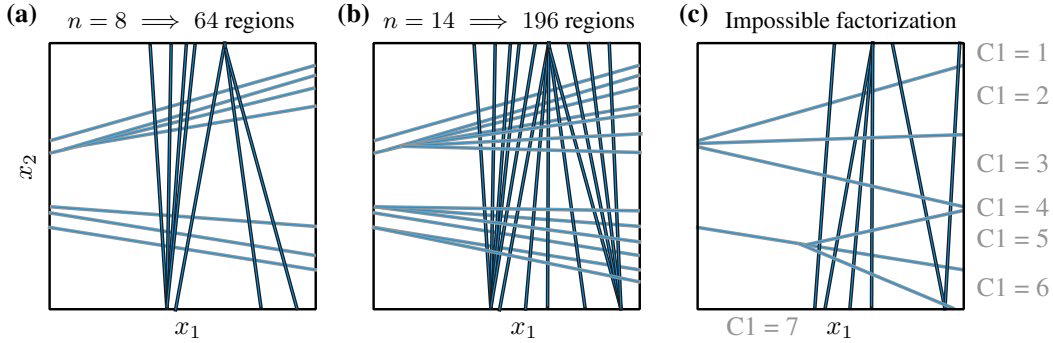 (a) n = 8 ⟹ 64 regions
(b) n = 14 ⟹ 196 regions
(c) Impossible factorization
x₂
x₁
x₁
x₁
C1 = 1
C1 = 2
C1 = 3
C1 = 4
C1 = 5
C1 = 6
C1 = 7